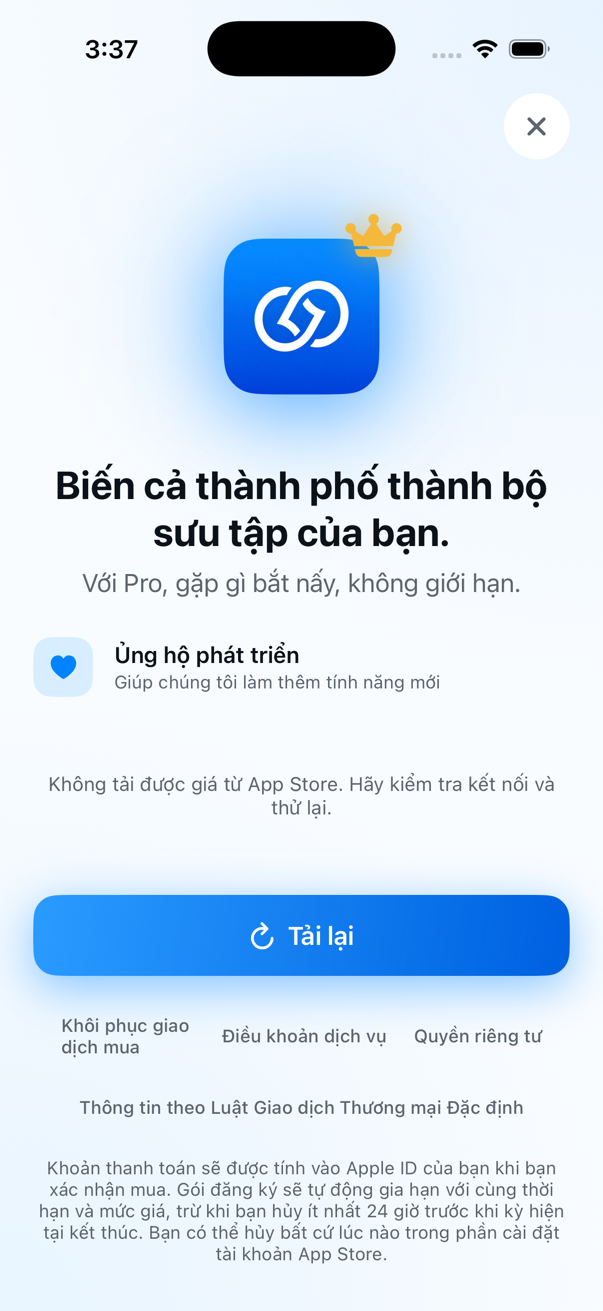 3:37
Biến cả thành phố thành bộ
sưu tập của bạn.
Với Pro, gặp gì bắt nấy, không giới hạn.
Ủng hộ phát triển
Giúp chúng tôi làm thêm tính năng mới
Không tải được giá từ App Store. Hãy kiểm tra kết nối và
thử lại.
Tải lại
Khôi phục giao
dịch mua
Điều khoản dịch vụ
Quyền riêng tư
Thông tin theo Luật Giao dịch Thương mại Đặc định
Khoản thanh toán sẽ được tính vào Apple ID của bạn khi bạn
xác nhận mua. Gói đăng ký sẽ tự động gia hạn với cùng thời
hạn và mức giá, trừ khi bạn hủy ít nhất 24 giờ trước khi kỳ hiện
tại kết thúc. Bạn có thể hủy bất cứ lúc nào trong phần cài đặt
tài khoản App Store.